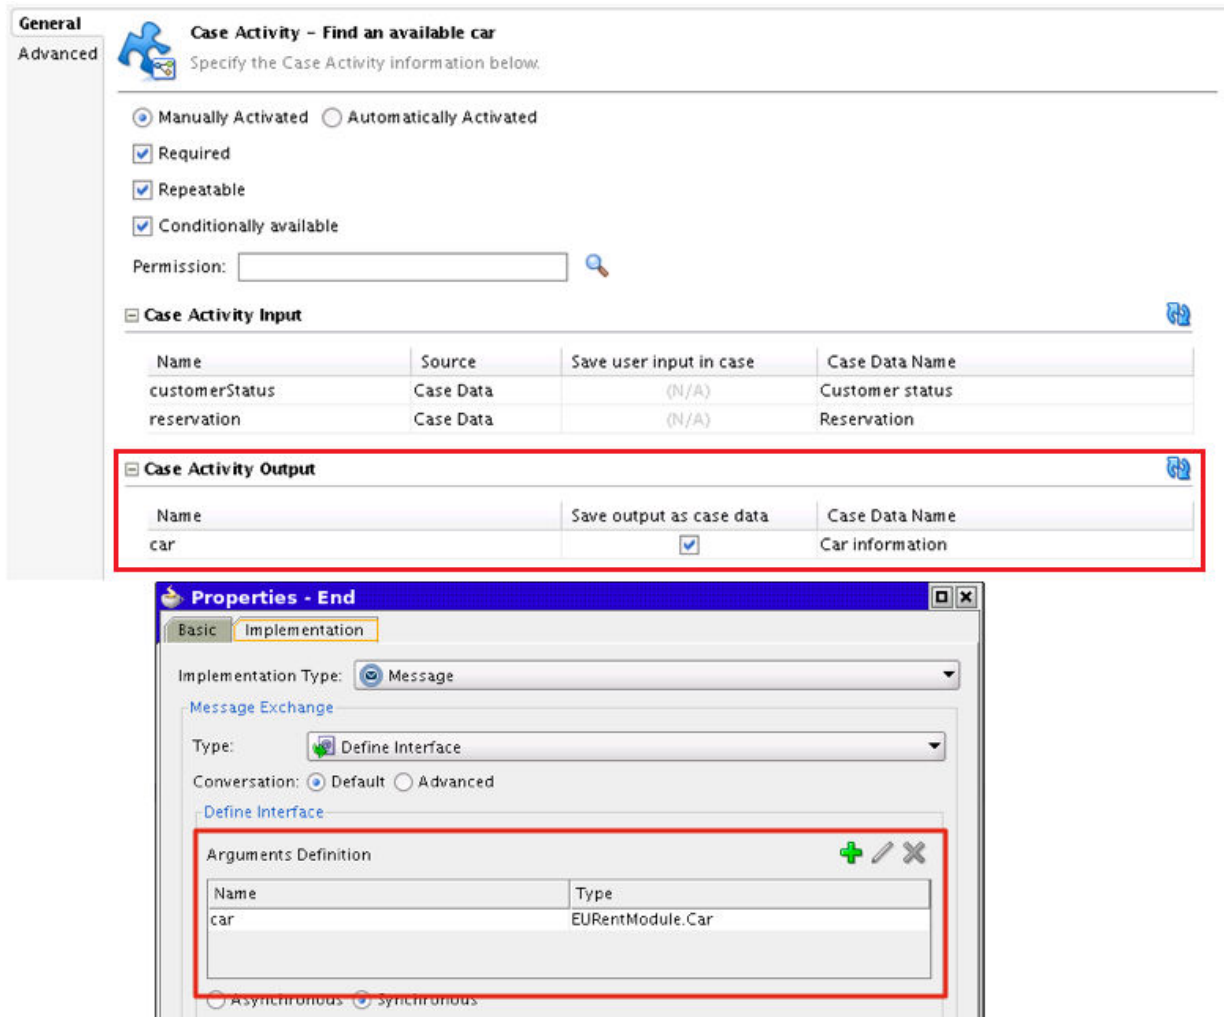 General
Advanced
Case Activity - Find an available car
Specify the Case Activity information below.
Manually Activated Automatically Activated
Required
Repeatable
Conditionally available
Permission:
Case Activity Input
Name Source Save user input in case Case Data Name
customerStatus Case Data (N/A) Customer status
reservation Case Data (N/A) Reservation
Case Activity Output
Name Save output as case data Case Data Name
car Car information
Properties - End
Basic Implementation
Implementation Type: Message
Message Exchange
Type: Define Interface
Conversation: Default Advanced
Define Interface
Arguments Definition
Name Type
car EURentModule.Car
Asynchronous Synchronous